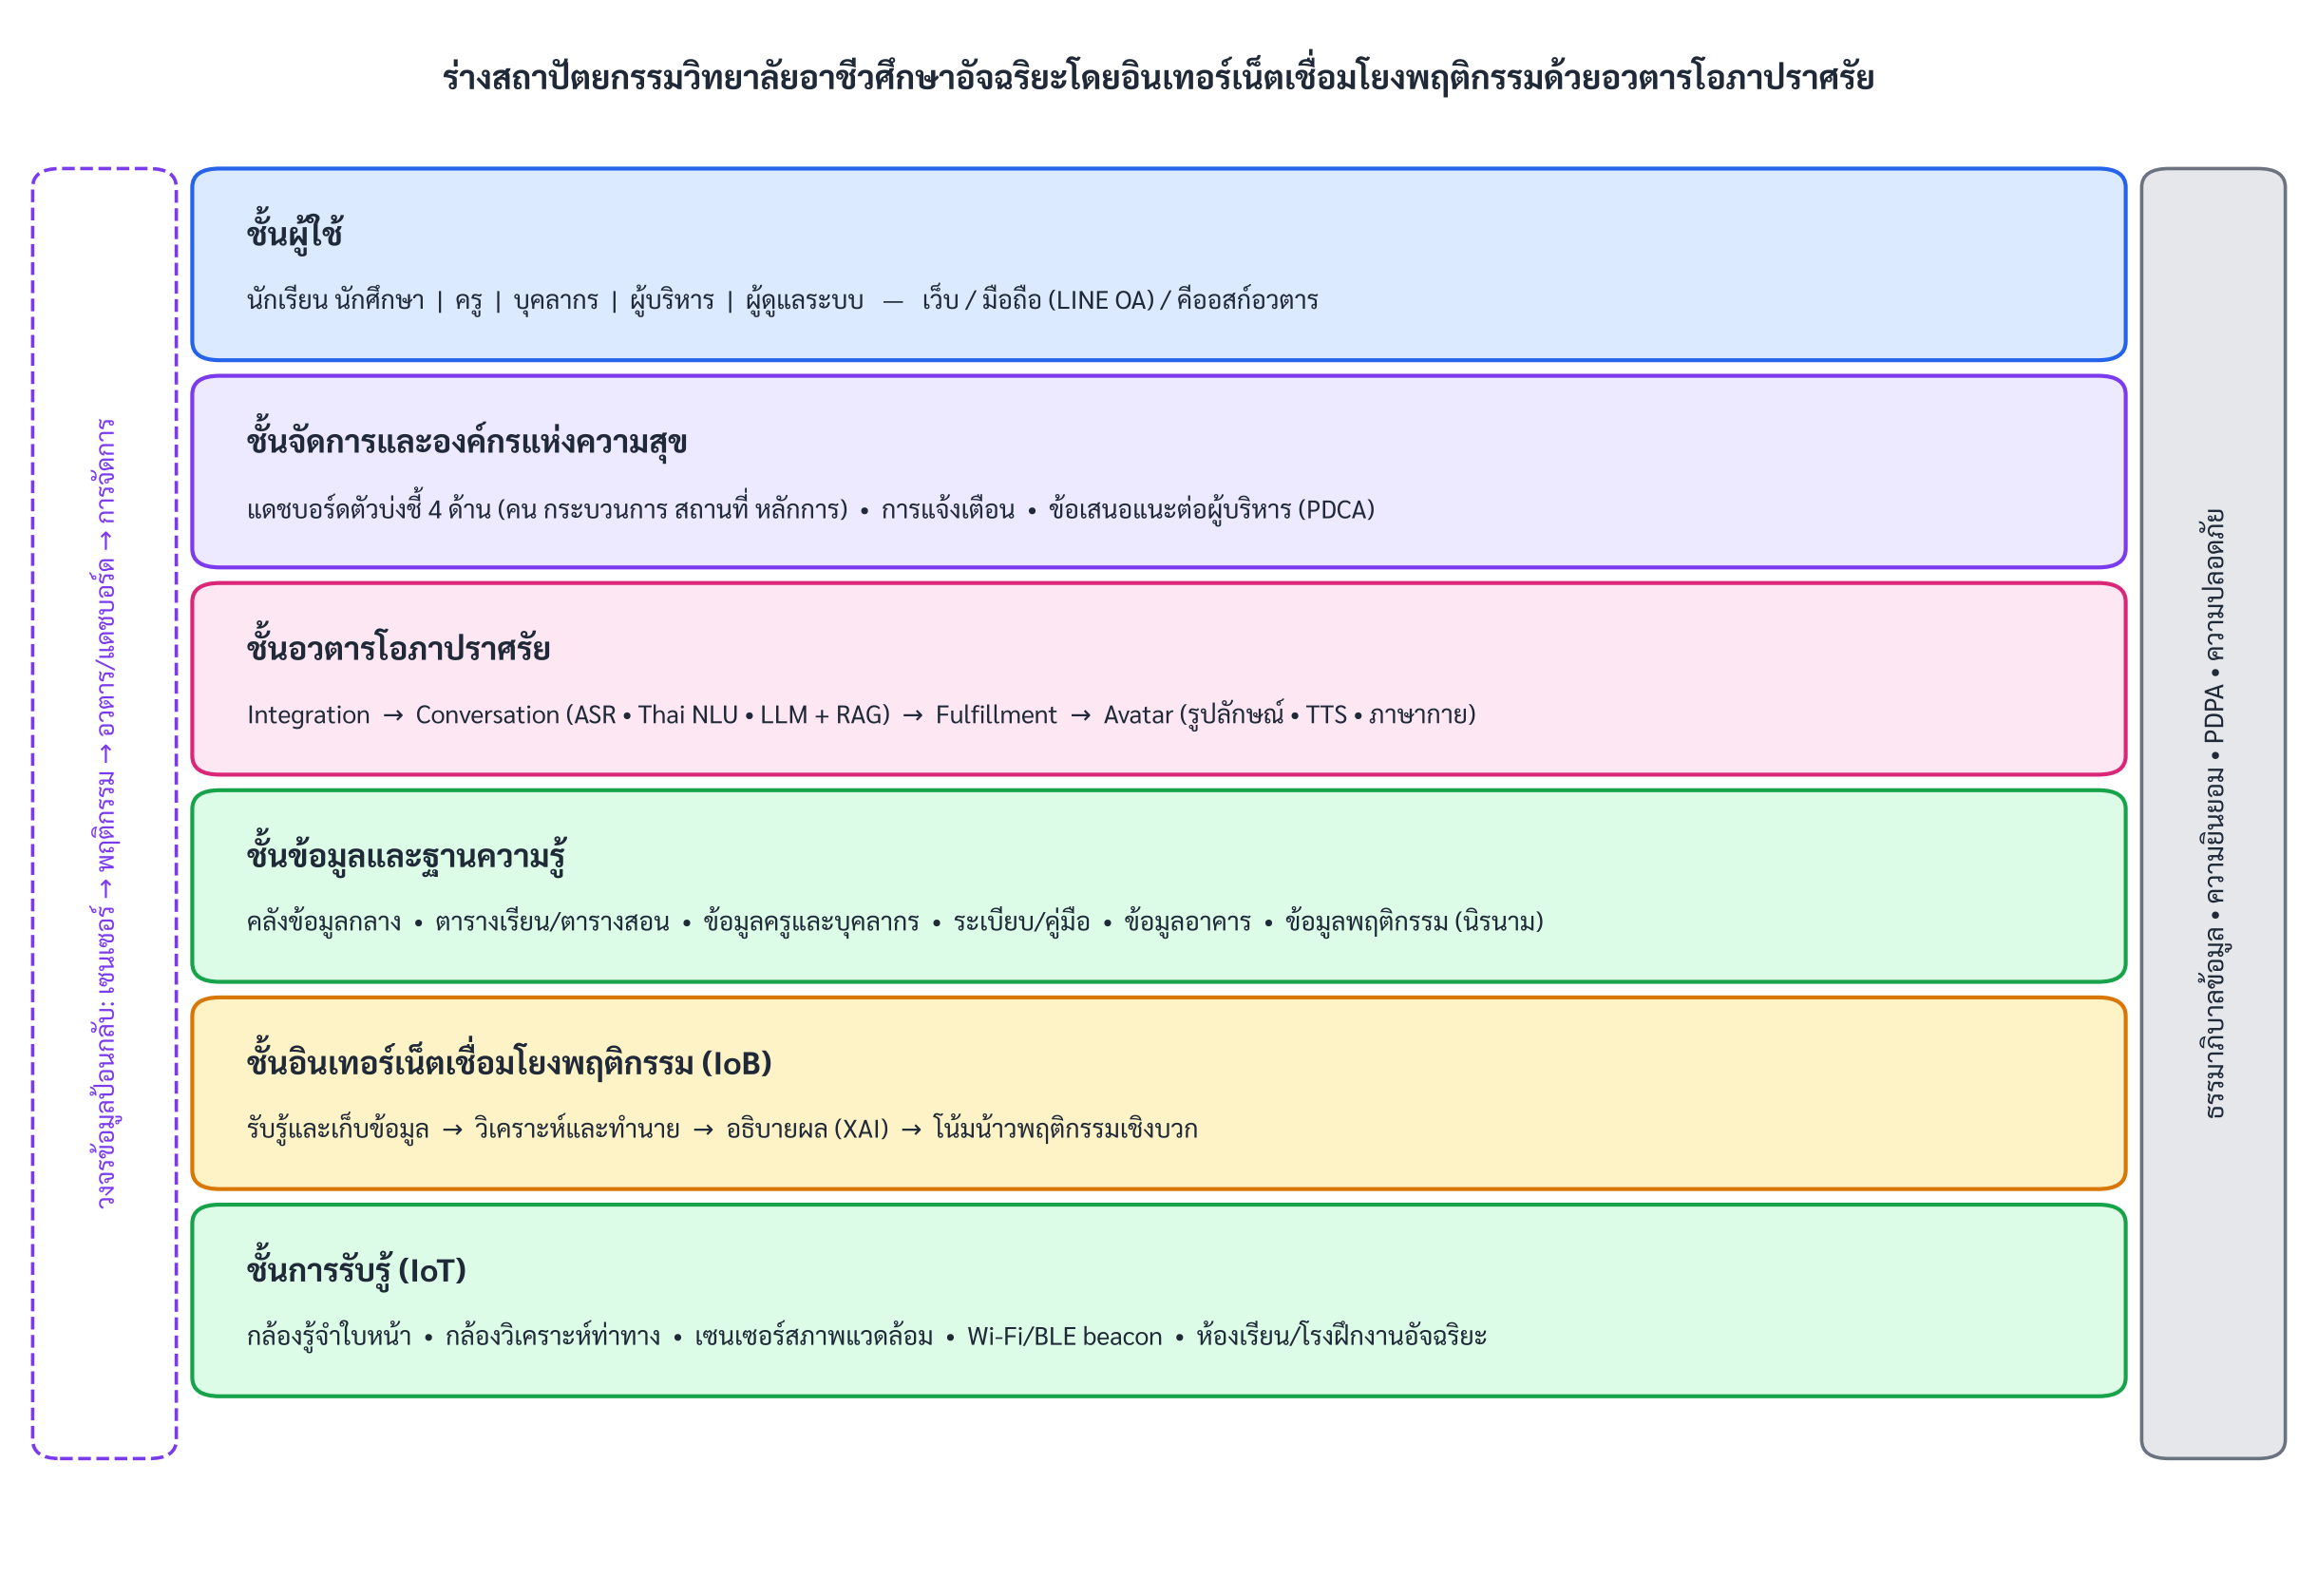 ร่างสถาปัตยกรรมวิทยาลัยอาชีวศึกษาอัจฉริยะโดยอินเทอร์เน็ตเชื่อมโยงพฤติกรรมด้วยอวตารโอภาปราศรัย
วงจรข้อมูลป้อนกลับ: เซนเซอร์ → พฤติกรรม → อวตาร/แดชบอร์ด → การจัดการ
ชั้นผู้ใช้
นักเรียน นักศึกษา | ครู | บุคลากร | ผู้บริหาร | ผู้ดูแลระบบ — เว็บ / มือถือ (LINE OA) / คีออสก์อวตาร
ชั้นจัดการและองค์กรแห่งความสุข
แดชบอร์ดตัวบ่งชี้ 4 ด้าน (คน กระบวนการ สถานที่ หลักการ) • การแจ้งเตือน • ข้อเสนอแนะต่อผู้บริหาร (PDCA)
ชั้นอวตารโอภาปราศรัย
Integration → Conversation (ASR • Thai NLU • LLM + RAG) → Fulfillment → Avatar (รูปลักษณ์ • TTS • ภาษากาย)
ชั้นข้อมูลและฐานความรู้
คลังข้อมูลกลาง • ตารางเรียน/ตารางสอน • ข้อมูลครูและบุคลากร • ระเบียบ/คู่มือ • ข้อมูลอาคาร • ข้อมูลพฤติกรรม (นิรนาม)
ชั้นอินเทอร์เน็ตเชื่อมโยงพฤติกรรม (IoB)
รับรู้และเก็บข้อมูล → วิเคราะห์และทำนาย → อธิบายผล (XAI) → โน้มน้าวพฤติกรรมเชิงบวก
ชั้นการรับรู้ (IoT)
กล้องรู้จำใบหน้า • กล้องวิเคราะห์ท่าทาง • เซนเซอร์สภาพแวดล้อม • Wi-Fi/BLE beacon • ห้องเรียน/โรงฝึกงานอัจฉริยะ
ธรรมาภิบาลข้อมูล • ความยินยอม • PDPA • ความปลอดภัย